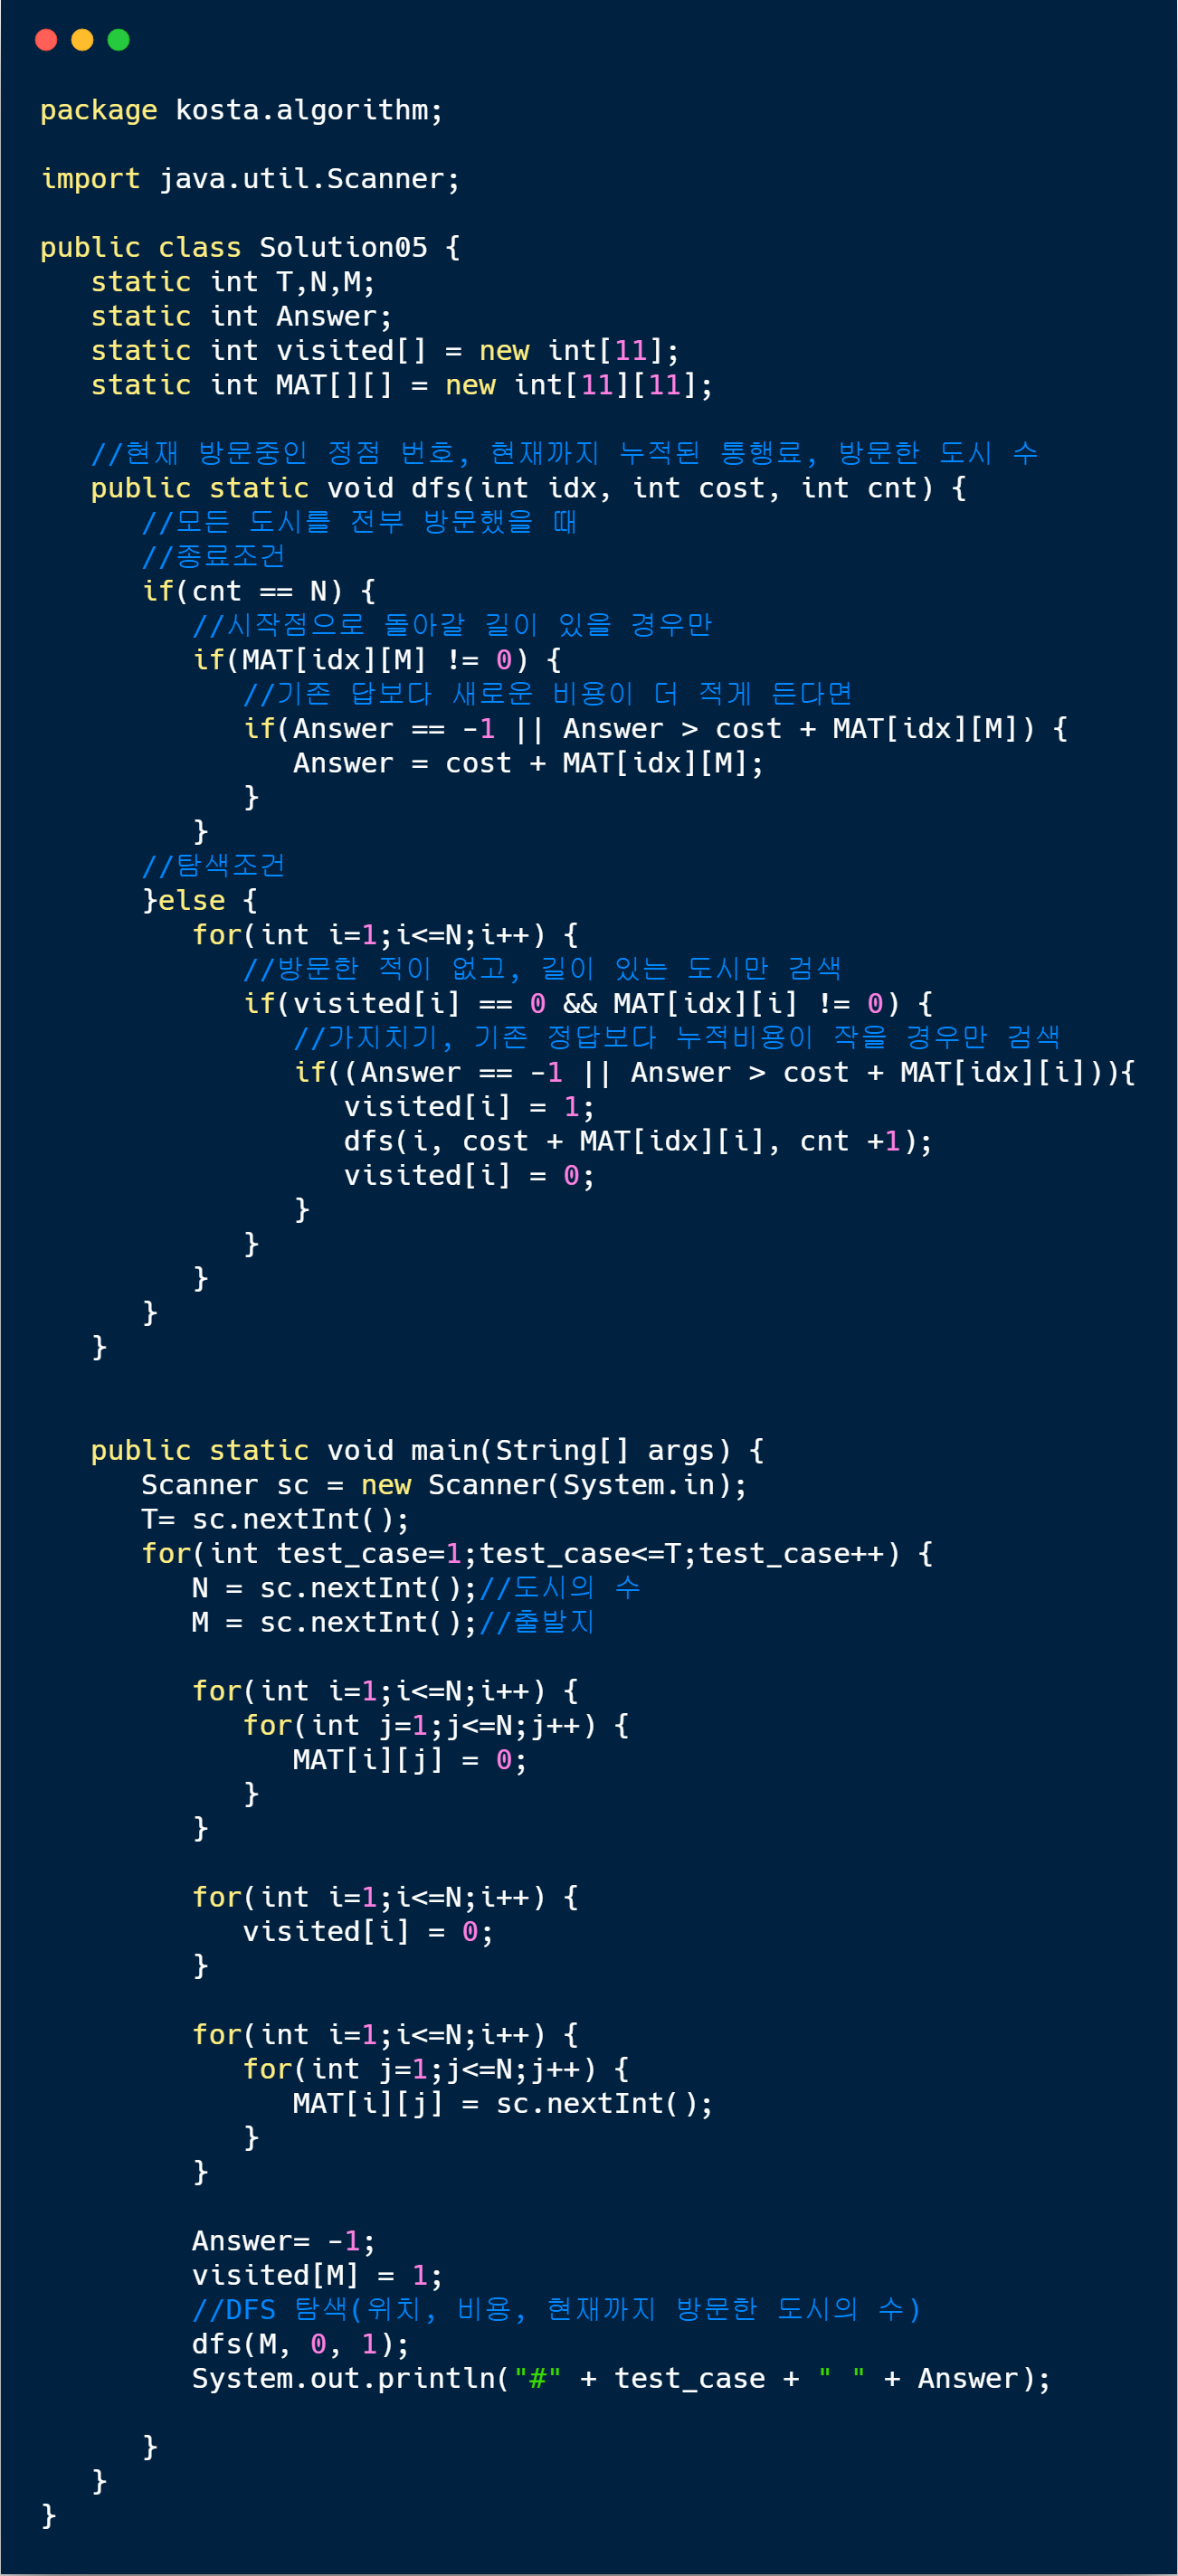 package kosta.algorithm;
import java.util.Scanner;
public class Solution05 {
static int T,N,M;
static int Answer;
static int visited[] = new int[11];
static int MAT[][] = new int[11][11];
//현재 방문중인 정점 번호, 현재까지 누적된 통행료, 방문한 도시 수
public static void dfs(int idx, int cost, int cnt) {
//모든 도시를 전부 방문했을 때
//종료조건
if(cnt == N) {
//시작점으로 돌아갈 길이 있을 경우만
if(MAT[idx][M] != 0) {
//기존 답보다 새로운 비용이 더 적게 든다면
if(Answer == -1 || Answer > cost + MAT[idx][M]) {
Answer = cost + MAT[idx][M];
}
}
//탐색조건
}else {
for(int i=1;i<=N;i++) {
//방문한 적이 없고, 길이 있는 도시만 검색
if(visited[i] == 0 && MAT[idx][i] != 0) {
//가지치기, 기존 정답보다 누적비용이 작을 경우만 검색
if((Answer == -1 || Answer > cost + MAT[idx][i])){
visited[i] = 1;
dfs(i, cost + MAT[idx][i], cnt +1);
visited[i] = 0;
}
}
}
}
}
public static void main(String[] args) {
Scanner sc = new Scanner(System.in);
T= sc.nextInt();
for(int test_case=1;test_case<=T;test_case++) {
N = sc.nextInt();//도시의 수
M = sc.nextInt();//출발지
for(int i=1;i<=N;i++) {
for(int j=1;j<=N;j++) {
MAT[i][j] = 0;
}
}
for(int i=1;i<=N;i++) {
visited[i] = 0;
}
for(int i=1;i<=N;i++) {
for(int j=1;j<=N;j++) {
MAT[i][j] = sc.nextInt();
}
}
Answer= -1;
visited[M] = 1;
//DFS 탐색(위치, 비용, 현재까지 방문한 도시의 수)
dfs(M, 0, 1);
System.out.println("#" + test_case + " " + Answer);
}
}
}